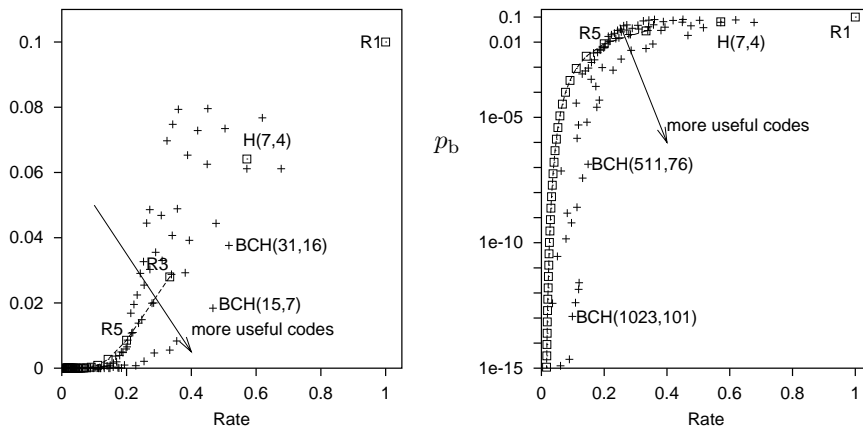 0.1
0.08
0.06
0.04
0.02
0
0 0.2 0.4 0.6 0.8 1
Rate
R1
H(7,4)
BCH(31,16)
R3
BCH(15,7)
R5
more useful codes
p_b
0.1
0.01
1e-05
1e-10
1e-15
0 0.2 0.4 0.6 0.8 1
Rate
R5
H(7,4)
R1
more useful codes
BCH(511,76)
BCH(1023,101)